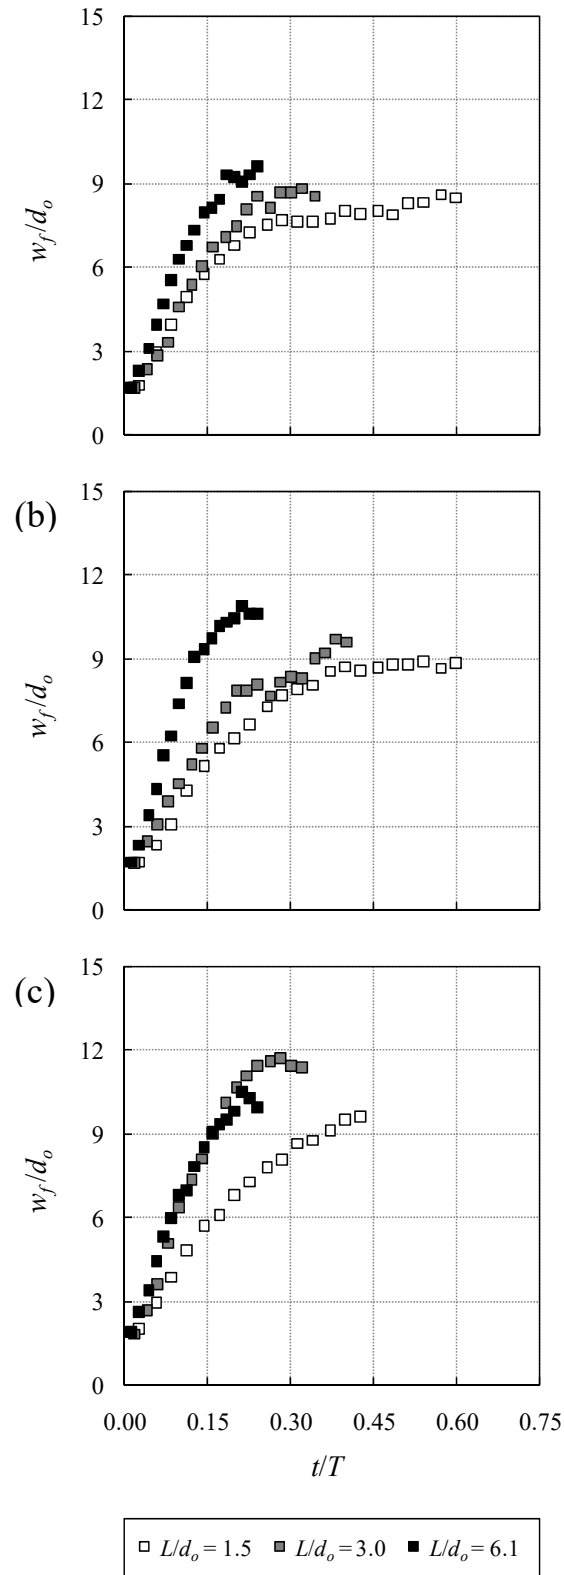 15
12
9
6
3
0
w_f/d_o
(b)
15
12
9
6
3
0
w_f/d_o
(c)
15
12
9
6
3
0
w_f/d_o
0.00 0.15 0.30 0.45 0.60 0.75
t/T
L/d_o = 1.5 L/d_o = 3.0 L/d_o = 6.1